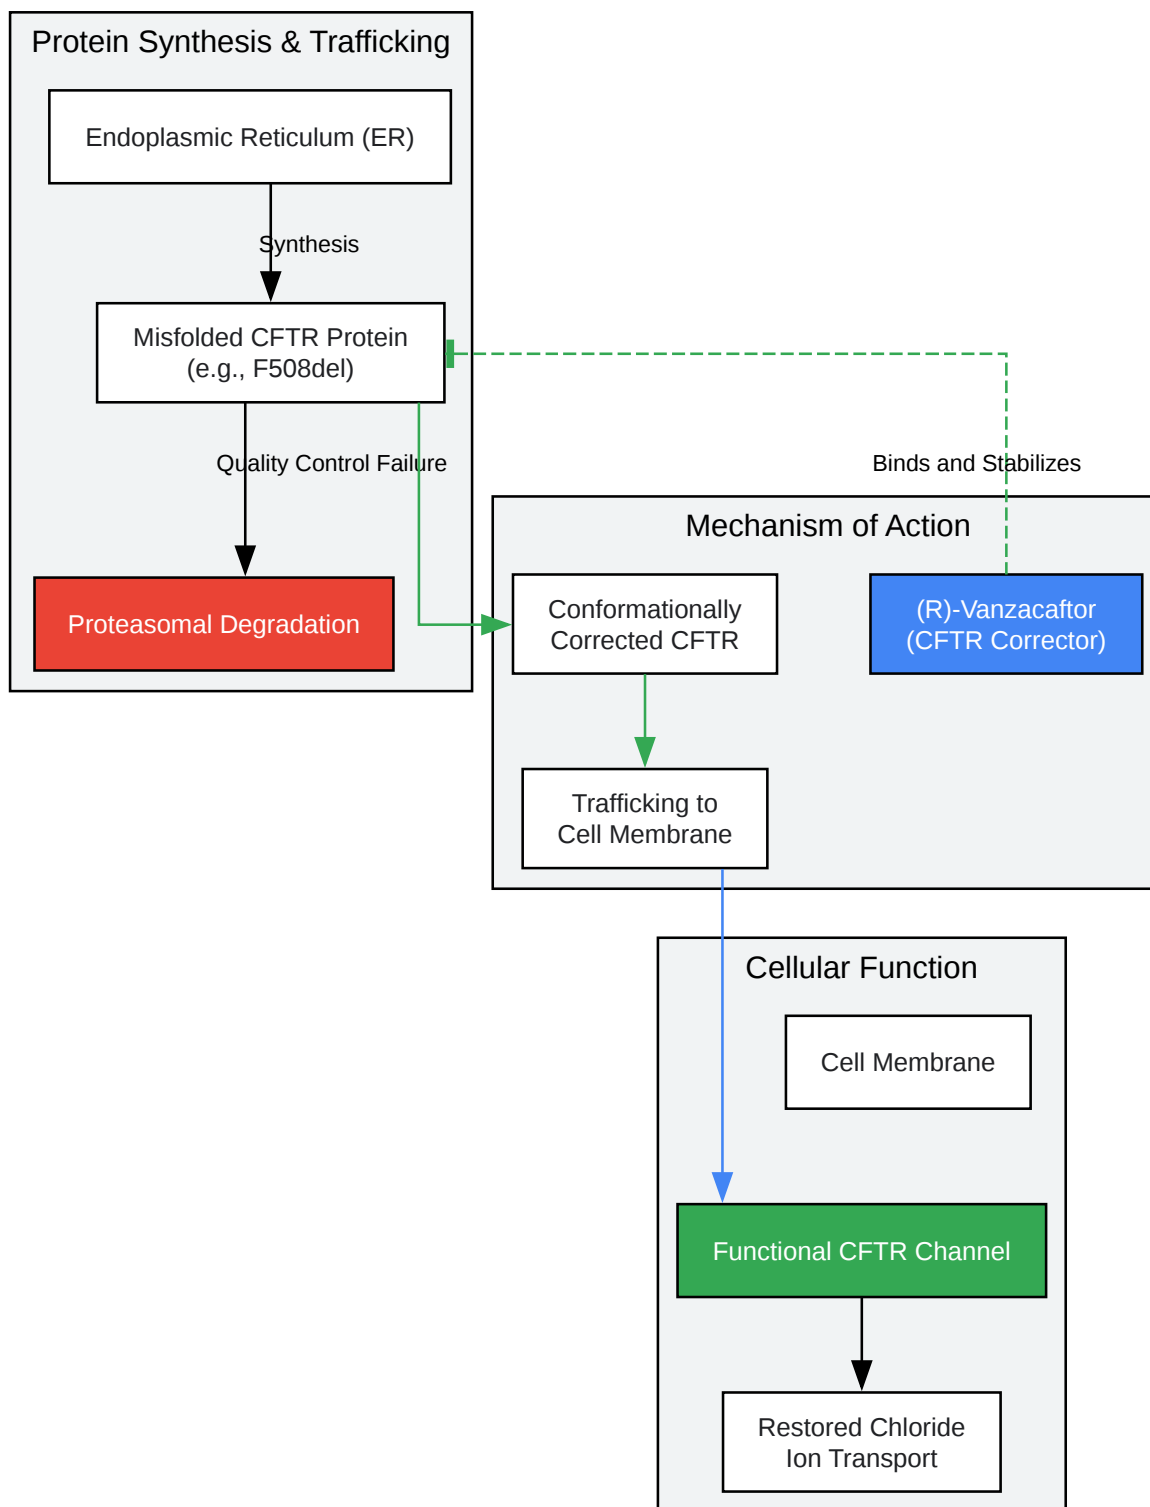 Protein Synthesis & Trafficking
Endoplasmic Reticulum (ER)
Synthesis
Misfolded CFTR Protein
(e.g., F508del)
Quality Control Failure
Binds and Stabilizes
Proteasomal Degradation
Mechanism of Action
Conformationally
Corrected CFTR
(R)-Vanzacaftor
(CFTR Corrector)
Trafficking to
Cell Membrane
Cellular Function
Cell Membrane
Functional CFTR Channel
Restored Chloride
Ion Transport